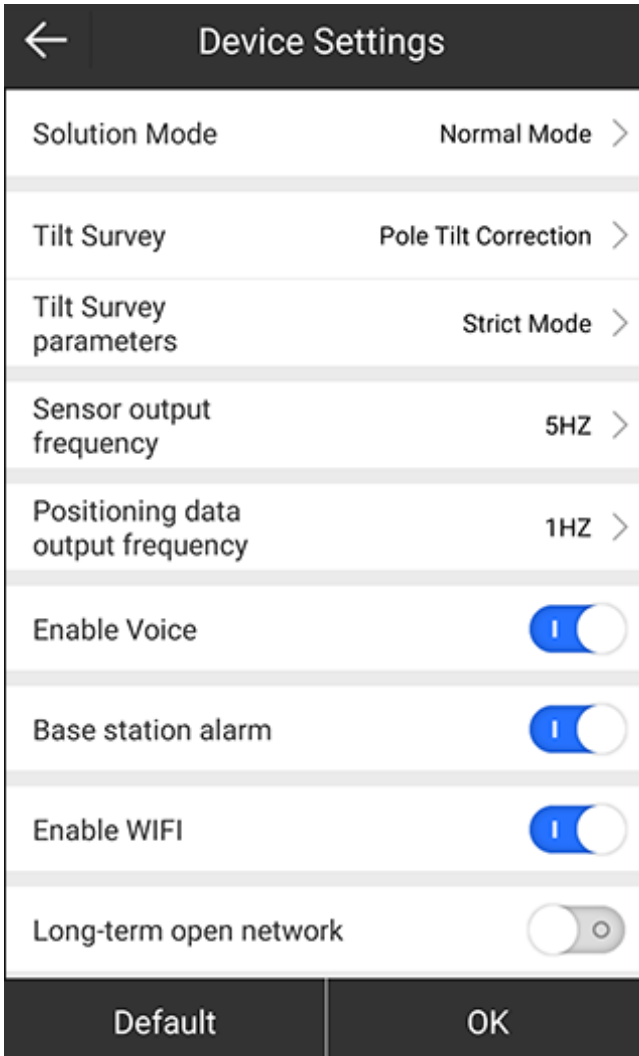 Device Settings
Solution Mode Normal Mode
Tilt Survey Pole Tilt Correction
Tilt Survey
parameters Strict Mode
Sensor output
frequency 5HZ
Positioning data
output frequency 1HZ
Enable Voice
Base station alarm
Enable WIFI
Long-term open network
Default OK